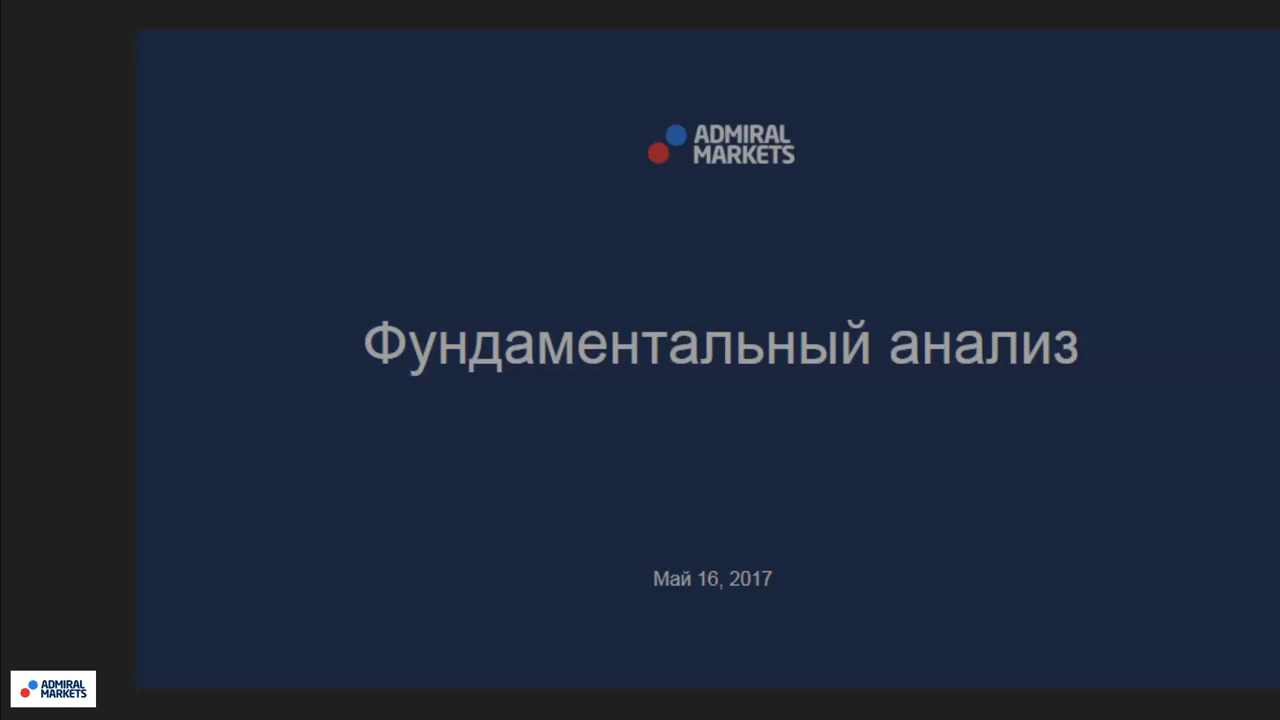 ADMIRAL
MARKETS
Фундаментальный анализ
Май 16, 2017
ADMIRAL
MARKETS